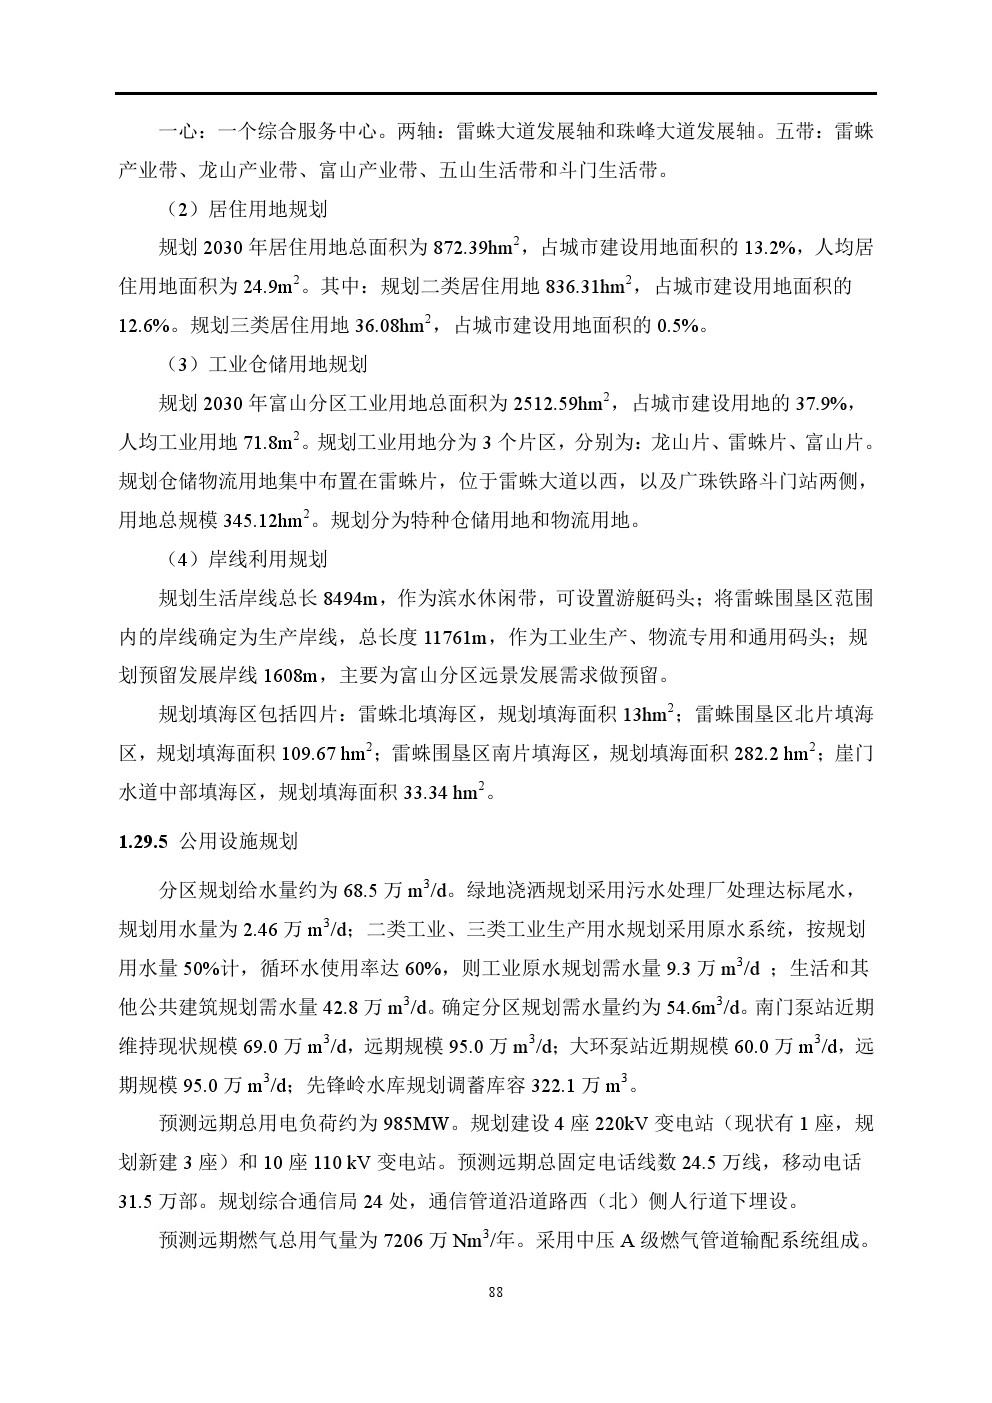 一心：一个综合服务中心。两轴：雷蛛大道发展轴和珠峰大道发展轴。五带：雷蛛
产业带、龙山产业带、富山产业带、五山生活带和斗门生活带。
（2）居住用地规划
规划 2030 年居住用地总面积为 872.39hm²，占城市建设用地面积的 13.2%，人均居
住用地面积为 24.9m²。其中：规划二类居住用地 836.31hm²，占城市建设用地面积的
12.6%。规划三类居住用地 36.08hm²，占城市建设用地面积的 0.5%。
（3）工业仓储用地规划
规划 2030 年富山分区工业用地总面积为 2512.59hm²，占城市建设用地的 37.9%，
人均工业用地 71.8m²。规划工业用地分为 3 个片区，分别为：龙山片、雷蛛片、富山片。
规划仓储物流用地集中布置在雷蛛片，位于雷蛛大道以西，以及广珠铁路斗门站两侧，
用地总规模 345.12hm²。规划分为特种仓储用地和物流用地。
（4）岸线利用规划
规划生活岸线总长 8494m，作为滨水休闲带，可设置游艇码头；将雷蛛围垦区范围
内的岸线确定为生产岸线，总长度 11761m，作为工业生产、物流专用和通用码头；规
划预留发展岸线 1608m，主要为富山分区远景发展需求做预留。
规划填海区包括四片：雷蛛北填海区，规划填海面积 13hm²；雷蛛围垦区北片填海
区，规划填海面积 109.67 hm²；雷蛛围垦区南片填海区，规划填海面积 282.2 hm²；崖门
水道中部填海区，规划填海面积 33.34 hm²。
1.29.5 公用设施规划
分区规划给水量约为 68.5 万 m³/d。绿地浇洒规划采用污水处理厂处理达标尾水，
规划用水量为 2.46 万 m³/d；二类工业、三类工业生产用水规划采用原水系统，按规划
用水量 50%计，循环水使用率达 60%，则工业原水规划需水量 9.3 万 m³/d ；生活和其
他公共建筑规划需水量 42.8 万 m³/d。确定分区规划需水量约为 54.6m³/d。南门泵站近期
维持现状规模 69.0 万 m³/d，远期规模 95.0 万 m³/d；大环泵站近期规模 60.0 万 m³/d，远
期规模 95.0 万 m³/d；先锋岭水库规划调蓄库容 322.1 万 m³。
预测远期总用电负荷约为 985MW。规划建设 4 座 220kV 变电站（现状有 1 座，规
划新建 3 座）和 10 座 110 kV 变电站。预测远期总固定电话线数 24.5 万线，移动电话
31.5 万部。规划综合通信局 24 处，通信管道沿道路西（北）侧人行道下埋设。
预测远期燃气总用气量为 7206 万 Nm³/年。采用中压 A 级燃气管道输配系统组成。
88